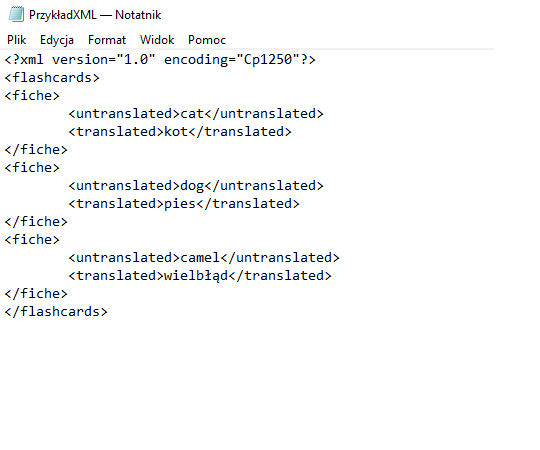 PrzykładXML — Notatnik
Plik Edycja Format Widok Pomoc
<?xml version="1.0" encoding="Cp1250"?>
<flashcards>
<fiche>
        <untranslated>cat</untranslated>
        <translated>kot</translated>
</fiche>
<fiche>
        <untranslated>dog</untranslated>
        <translated>pies</translated>
</fiche>
<fiche>
        <untranslated>camel</untranslated>
        <translated>wielbłąd</translated>
</fiche>
</flashcards>